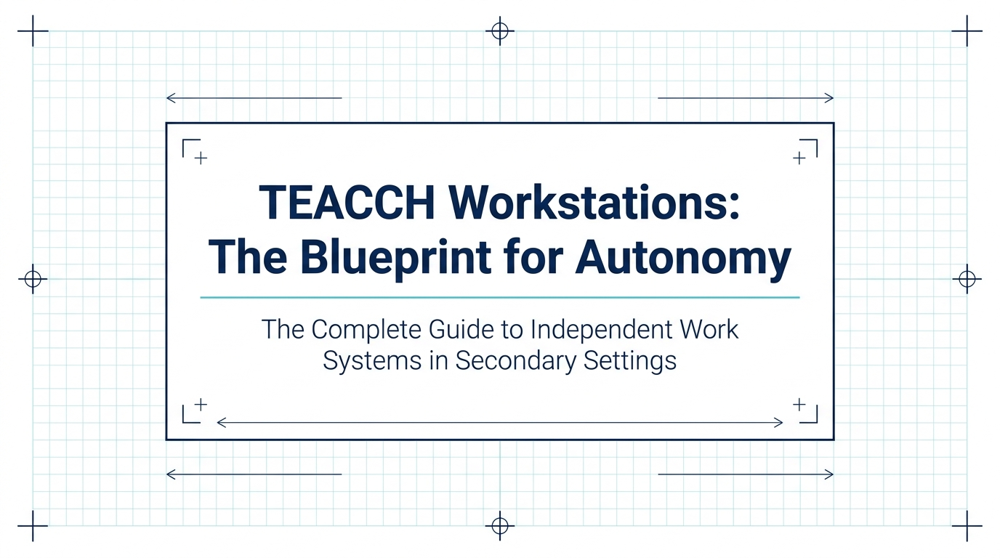 TEACCH Workstations:
The Blueprint for Autonomy
The Complete Guide to Independent Work
Systems in Secondary Settings